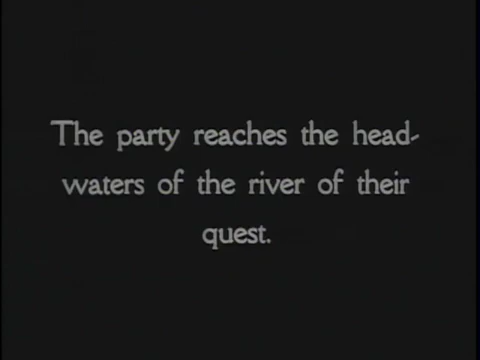 The party reaches the head-
waters of the river of their
quest.